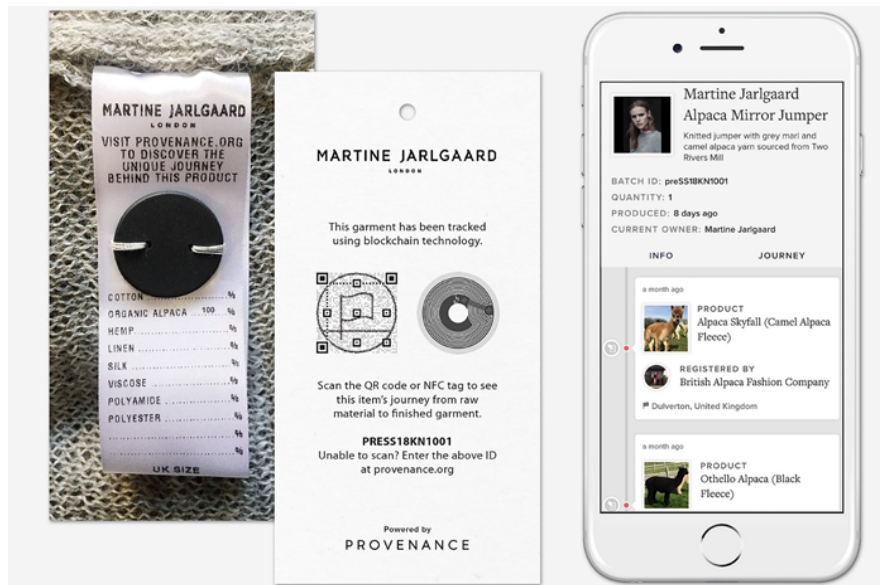 MARTINE JARLGAARD
LONDON
VISIT PROVENANCE.ORG
TO DISCOVER THE
UNIQUE JOURNEY
BEHIND THIS PRODUCT
COTTON ............ %
ORGANIC ALPACA ... 100 ... %
HEMP ............ %
LINEN ............ %
SILK ............ %
VISCOSE ............ %
POLYAMIDE ............ %
POLYESTER ............ %
............ %
............ %
UK SIZE
MARTINE JARLGAARD
LONDON
This garment has been tracked
using blockchain technology.
Scan the QR code or NFC tag to see
this item's journey from raw
material to finished garment.
PRESS18KN1001
Unable to scan? Enter the above ID
at provenance.org
Powered by
PROVENANCE
Martine Jarlgaard
Alpaca Mirror Jumper
Knitted jumper with grey marl and
camel alpaca yarn sourced from Two
Rivers Mill
BATCH ID: preSS18KN1001
QUANTITY: 1
PRODUCED: 8 days ago
CURRENT OWNER: Martine Jarlgaard
INFO JOURNEY
a month ago
PRODUCT
Alpaca Skyfall (Camel Alpaca
Fleece)
REGISTERED BY
British Alpaca Fashion Company
Dulverton, United Kingdom
a month ago
PRODUCT
Othello Alpaca (Black
Fleece)